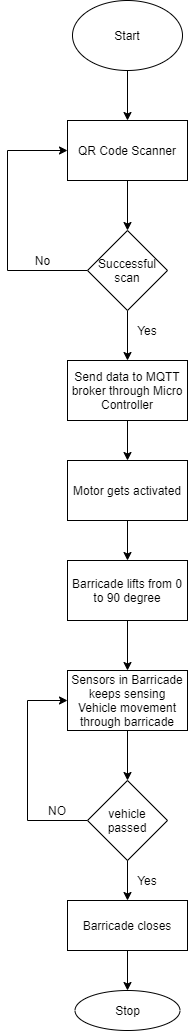 Start
QR Code Scanner
Successful
scan
No
Yes
Send data to MQTT
broker through Micro
Controller
Motor gets activated
Barricade lifts from 0
to 90 degree
Sensors in Barricade
keeps sensing
Vehicle movement
through barricade
vehicle
passed
NO
Yes
Barricade closes
Stop